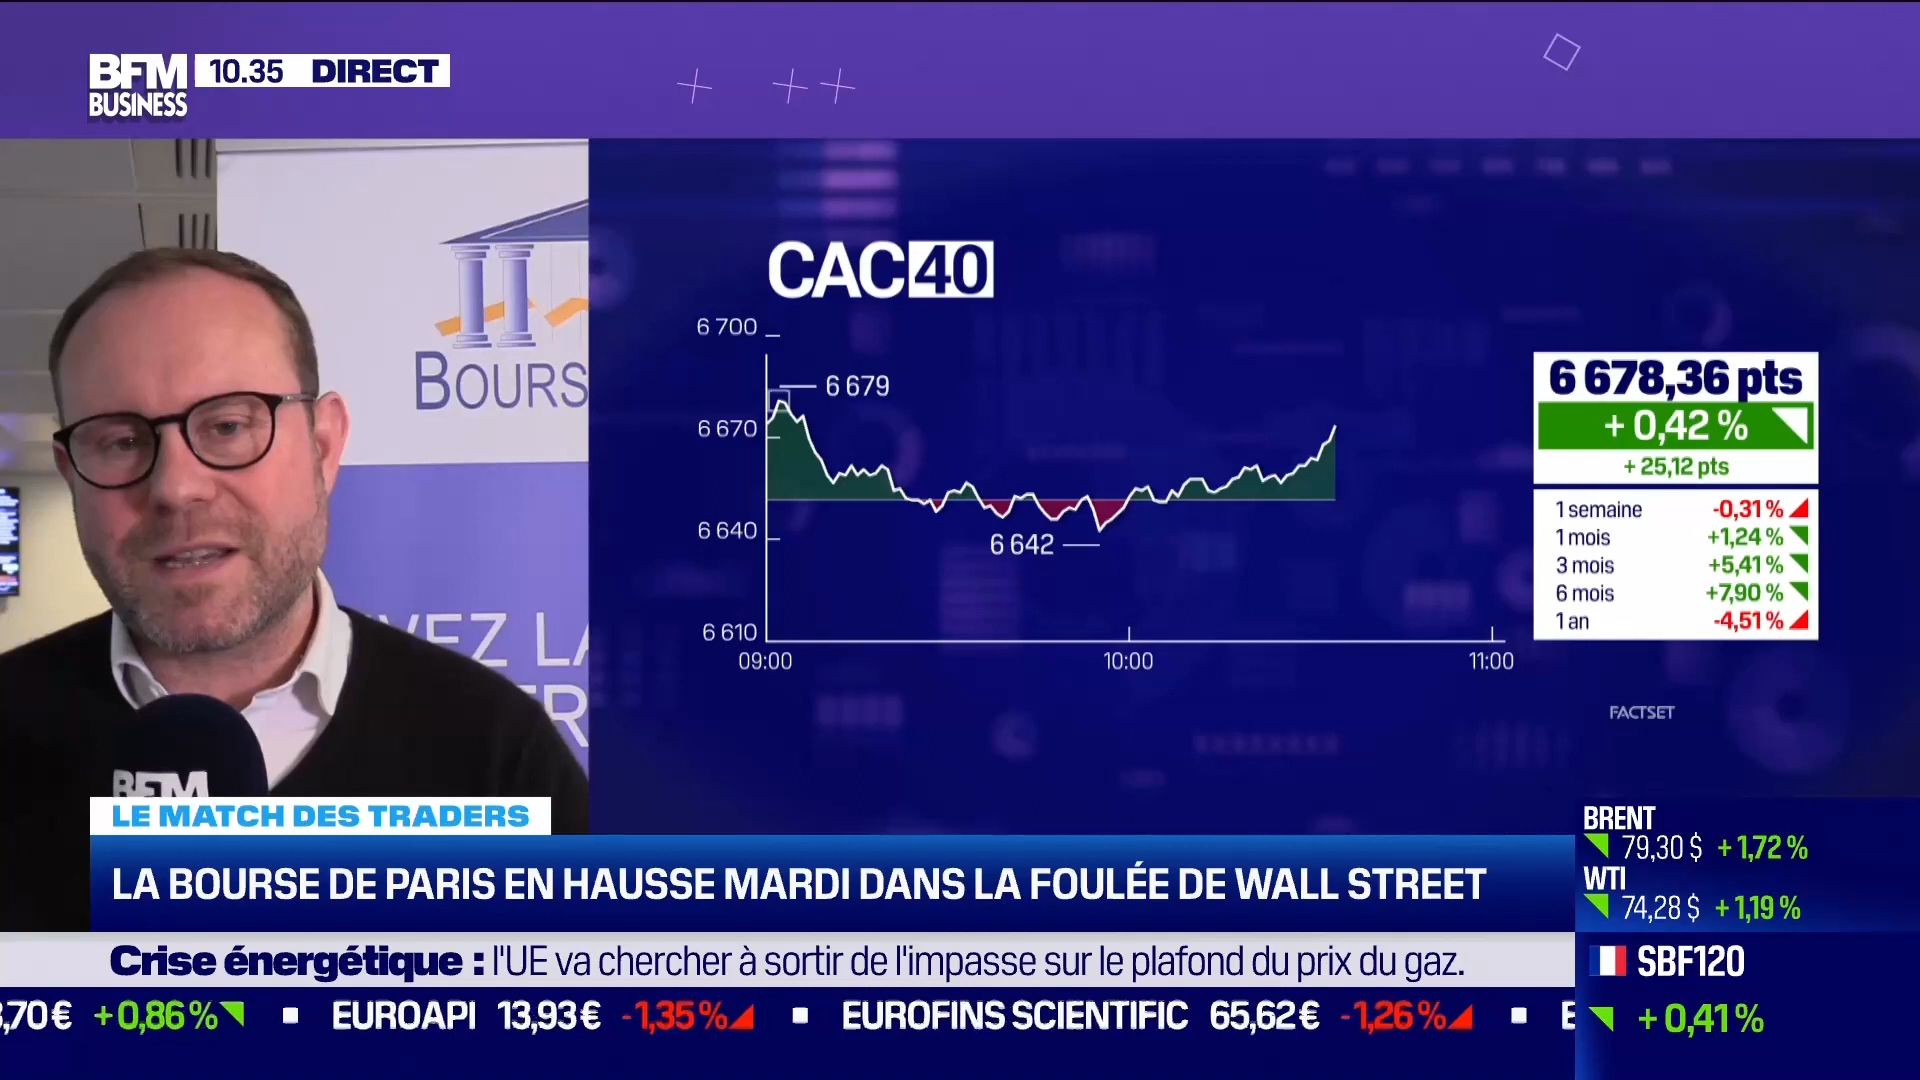 BFM
BUSINESS
10.35 DIRECT
BOURS
VEZ LA
ER
BFM
CAC40
6 700
6 679
6 670
6 642
6 640
6 610
09:00
10:00
11:00
6 678,36 pts
+ 0,42 %
+ 25,12 pts
1 semaine -0,31 %
1 mois +1,24 %
3 mois +5,41 %
6 mois +7,90 %
1 an -4,51 %
FACTSET
LE MATCH DES TRADERS
LA BOURSE DE PARIS EN HAUSSE MARDI DANS LA FOULÉE DE WALL STREET
Crise énergétique : l'UE va chercher à sortir de l'impasse sur le plafond du prix du gaz.
,70€ +0,86% EUROAPI 13,93€ -1,35% EUROFINS SCIENTIFIC 65,62€ -1,26% E
BRENT
79,30 $ +1,72 %
WTI
74,28 $ +1,19 %
SBF120
+ 0,41 %